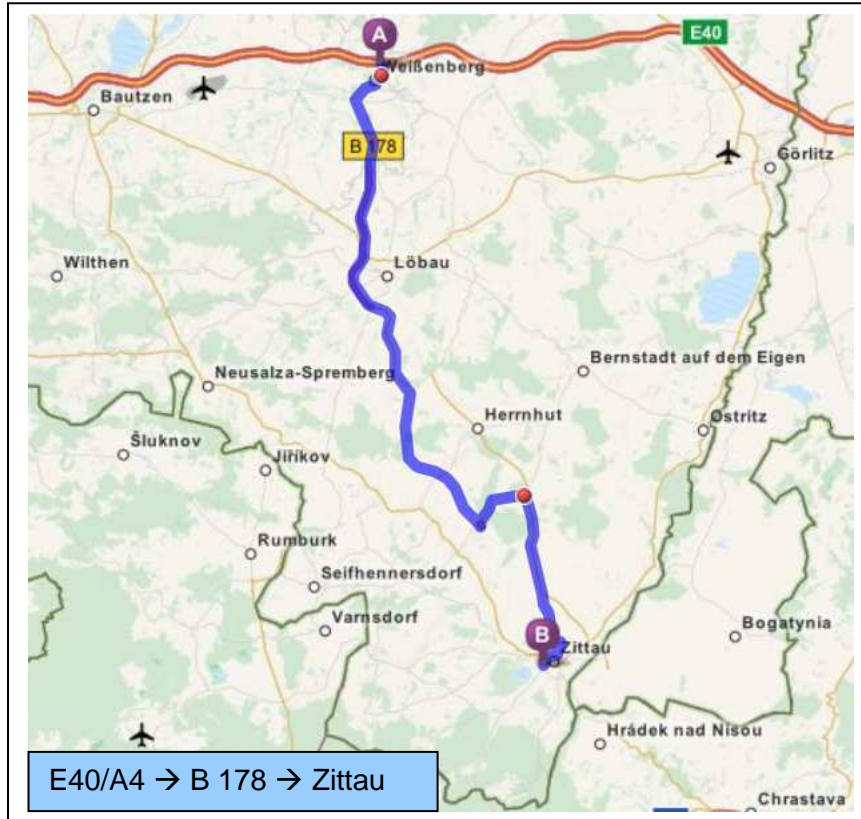 A
E40
Weißenberg
Bautzen
B 178
Görlitz
Wilthen
Löbau
Bernstadt auf dem Eigen
Neusalza-Spremberg
Herrnhut
Ostritz
Šluknov
Jiříkov
Rumburk
Seifhennersdorf
Varnsdorf
B
Bogatynia
Zittau
Hrádek nad Nisou
E40/A4 → B 178 → Zittau
Chrastava